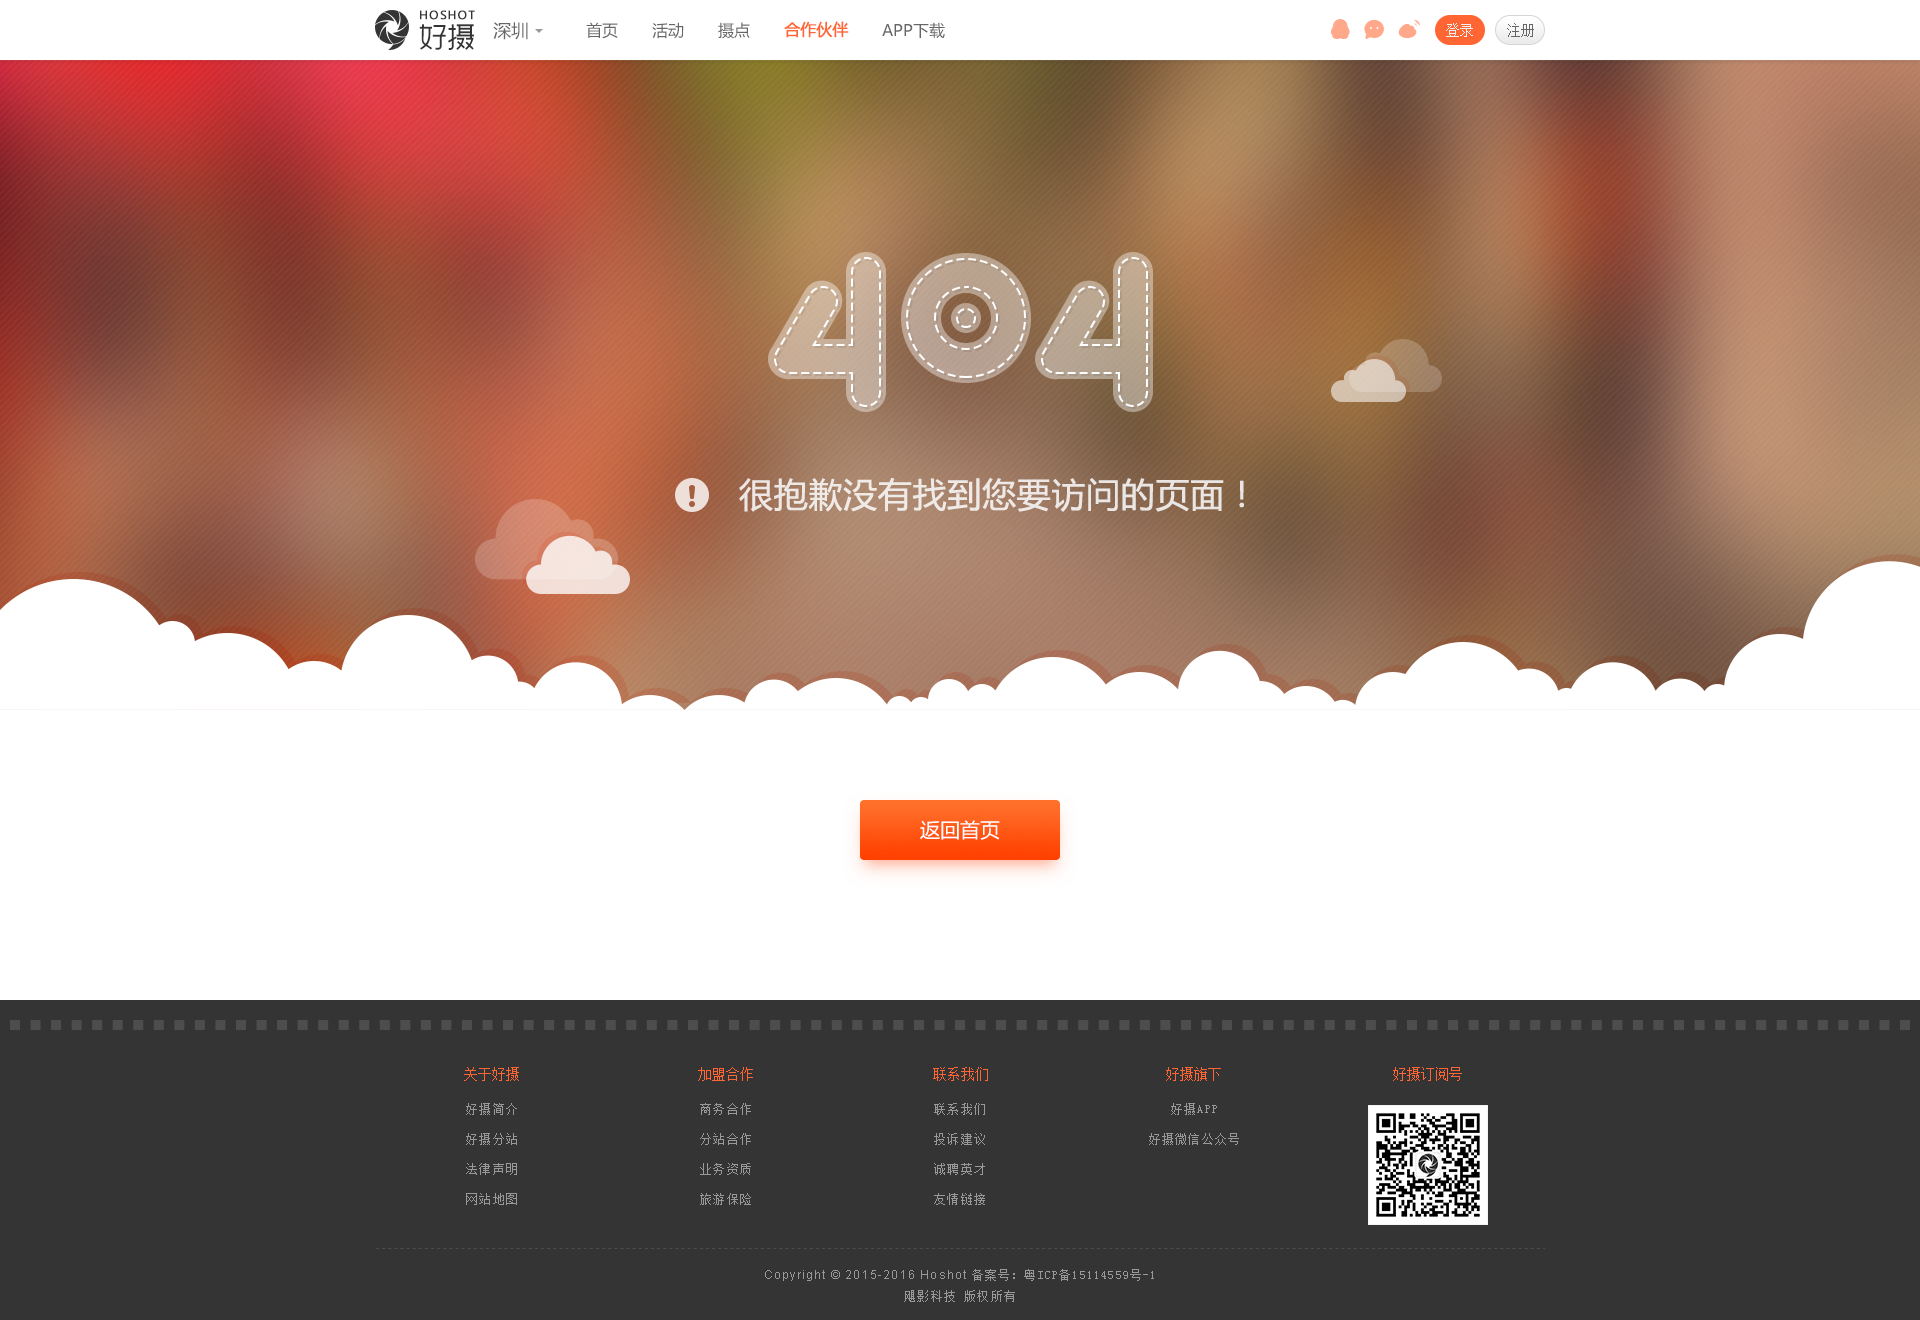 HOSHOT
好摄
深圳
首页
活动
摄点
合作伙伴
APP下载
登录
注册
404
很抱歉没有找到您要访问的页面！
返回首页
关于好摄
好摄简介
好摄分站
法律声明
网站地图
加盟合作
商务合作
分站合作
业务资质
旅游保险
联系我们
联系我们
投诉建议
诚聘英才
友情链接
好摄旗下
好摄APP
好摄微信公众号
好摄订阅号
Copyright © 2015-2016 Hoshot 备案号：粤ICP备15114559号-1
飓影科技 版权所有